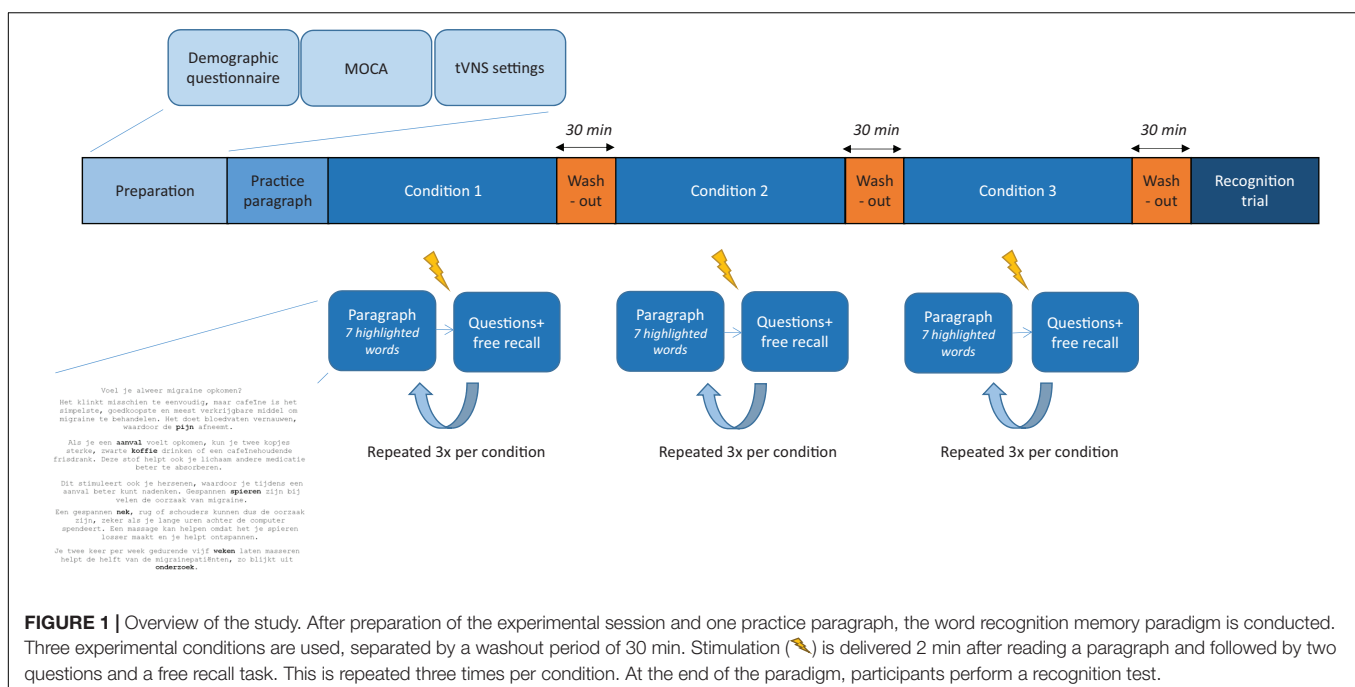 Demographic
questionnaire
MOCA
tVNS settings
30 min
30 min
30 min
Preparation
Practice
paragraph
Condition 1
Wash
- out
Condition 2
Wash
- out
Condition 3
Wash
- out
Recognition
trial
Paragraph
7 highlighted
words
Questions+
free recall
Paragraph
7 highlighted
words
Questions+
free recall
Paragraph
7 highlighted
words
Questions+
free recall
Repeated 3x per condition
Repeated 3x per condition
Repeated 3x per condition
Voel je alweer migraine opkomen?
Het klinkt misschien te eenvoudig, maar cafeïne is het
simpelste, goedkoopste en meest verkrijgbare middel om
migraine te behandelen. Het doet bloedvaten vernauwen,
waardoor de pijn afneemt.
Als je een aanval voelt opkomen, kun je twee kopjes
sterke, zwarte koffie drinken of een cafeïnehoudende
frisdrank. Deze stof helpt ook je lichaam andere medicatie
beter te absorberen.
Dit stimuleert ook je hersenen, waardoor je tijdens een
aanval beter kunt nadenken. Gespannen spieren zijn bij
velen de oorzaak van migraine.
Een gespannen nek, rug of schouders kunnen dus de oorzaak
zijn, zeker als je lange uren achter de computer
spendeert. Een massage kan helpen omdat het je spieren
losser maakt en je helpt ontspannen.
Je twee keer per week gedurende vijf weken laten masseren
helpt de helft van de migrainepatiënten, zo blijkt uit
onderzoek.
FIGURE 1 | Overview of the study. After preparation of the experimental session and one practice paragraph, the word recognition memory paradigm is conducted.
Three experimental conditions are used, separated by a washout period of 30 min. Stimulation () is delivered 2 min after reading a paragraph and followed by two
questions and a free recall task. This is repeated three times per condition. At the end of the paradigm, participants perform a recognition test.